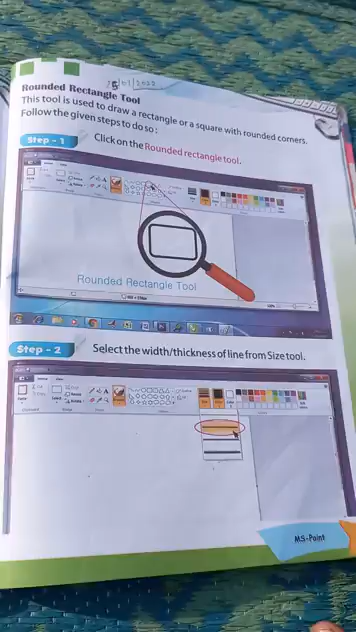 Rounded Rectangle Tool
This tool is used to draw a rectangle or a square with rounded corners.
Follow the given steps to do so :
Step - 1
Click on the Rounded rectangle tool.
Rounded Rectangle Tool
Step - 2
Select the width/thickness of line from Size tool.
MS-Paint